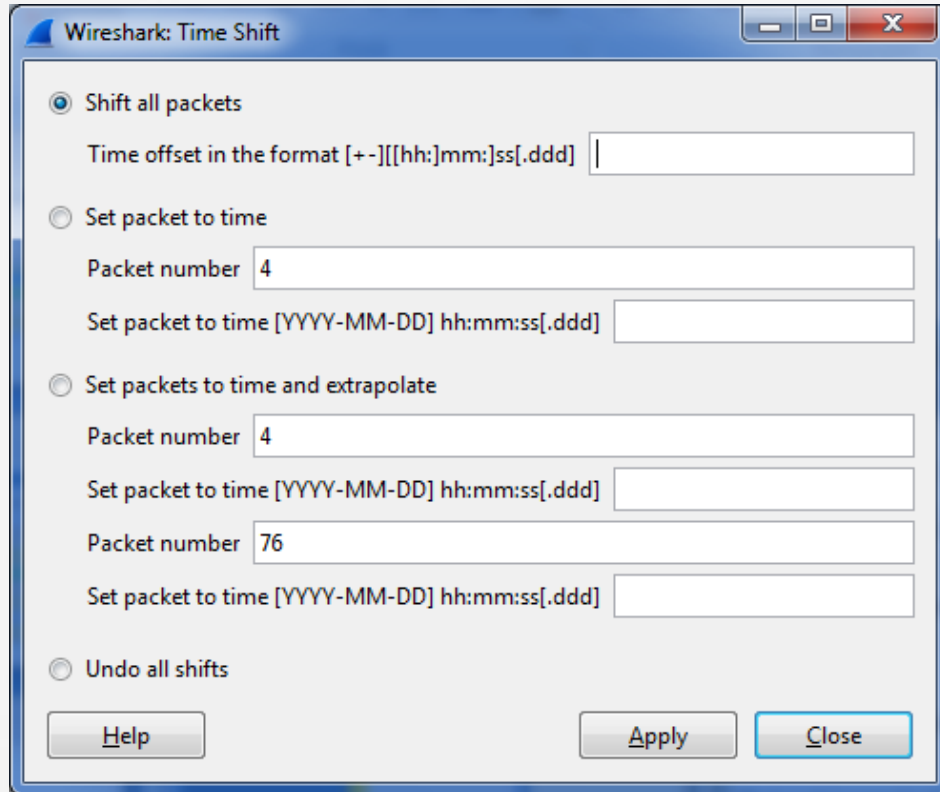 Wireshark: Time Shift
Shift all packets
Time offset in the format [+-][[hh:]mm:]ss[.ddd]
Set packet to time
Packet number 4
Set packet to time [YYYY-MM-DD] hh:mm:ss[.ddd]
Set packets to time and extrapolate
Packet number 4
Set packet to time [YYYY-MM-DD] hh:mm:ss[.ddd]
Packet number 76
Set packet to time [YYYY-MM-DD] hh:mm:ss[.ddd]
Undo all shifts
Help Apply Close